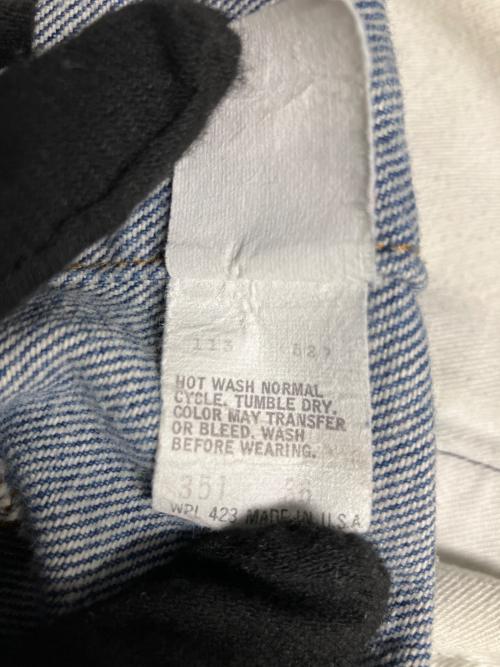 HOT WASH NORMAL
CYCLE. TUMBLE DRY.
COLOR MAY TRANSFER
OR BLEED. WASH
BEFORE WEARING.
351
WPL 423 MADE IN U.S.A